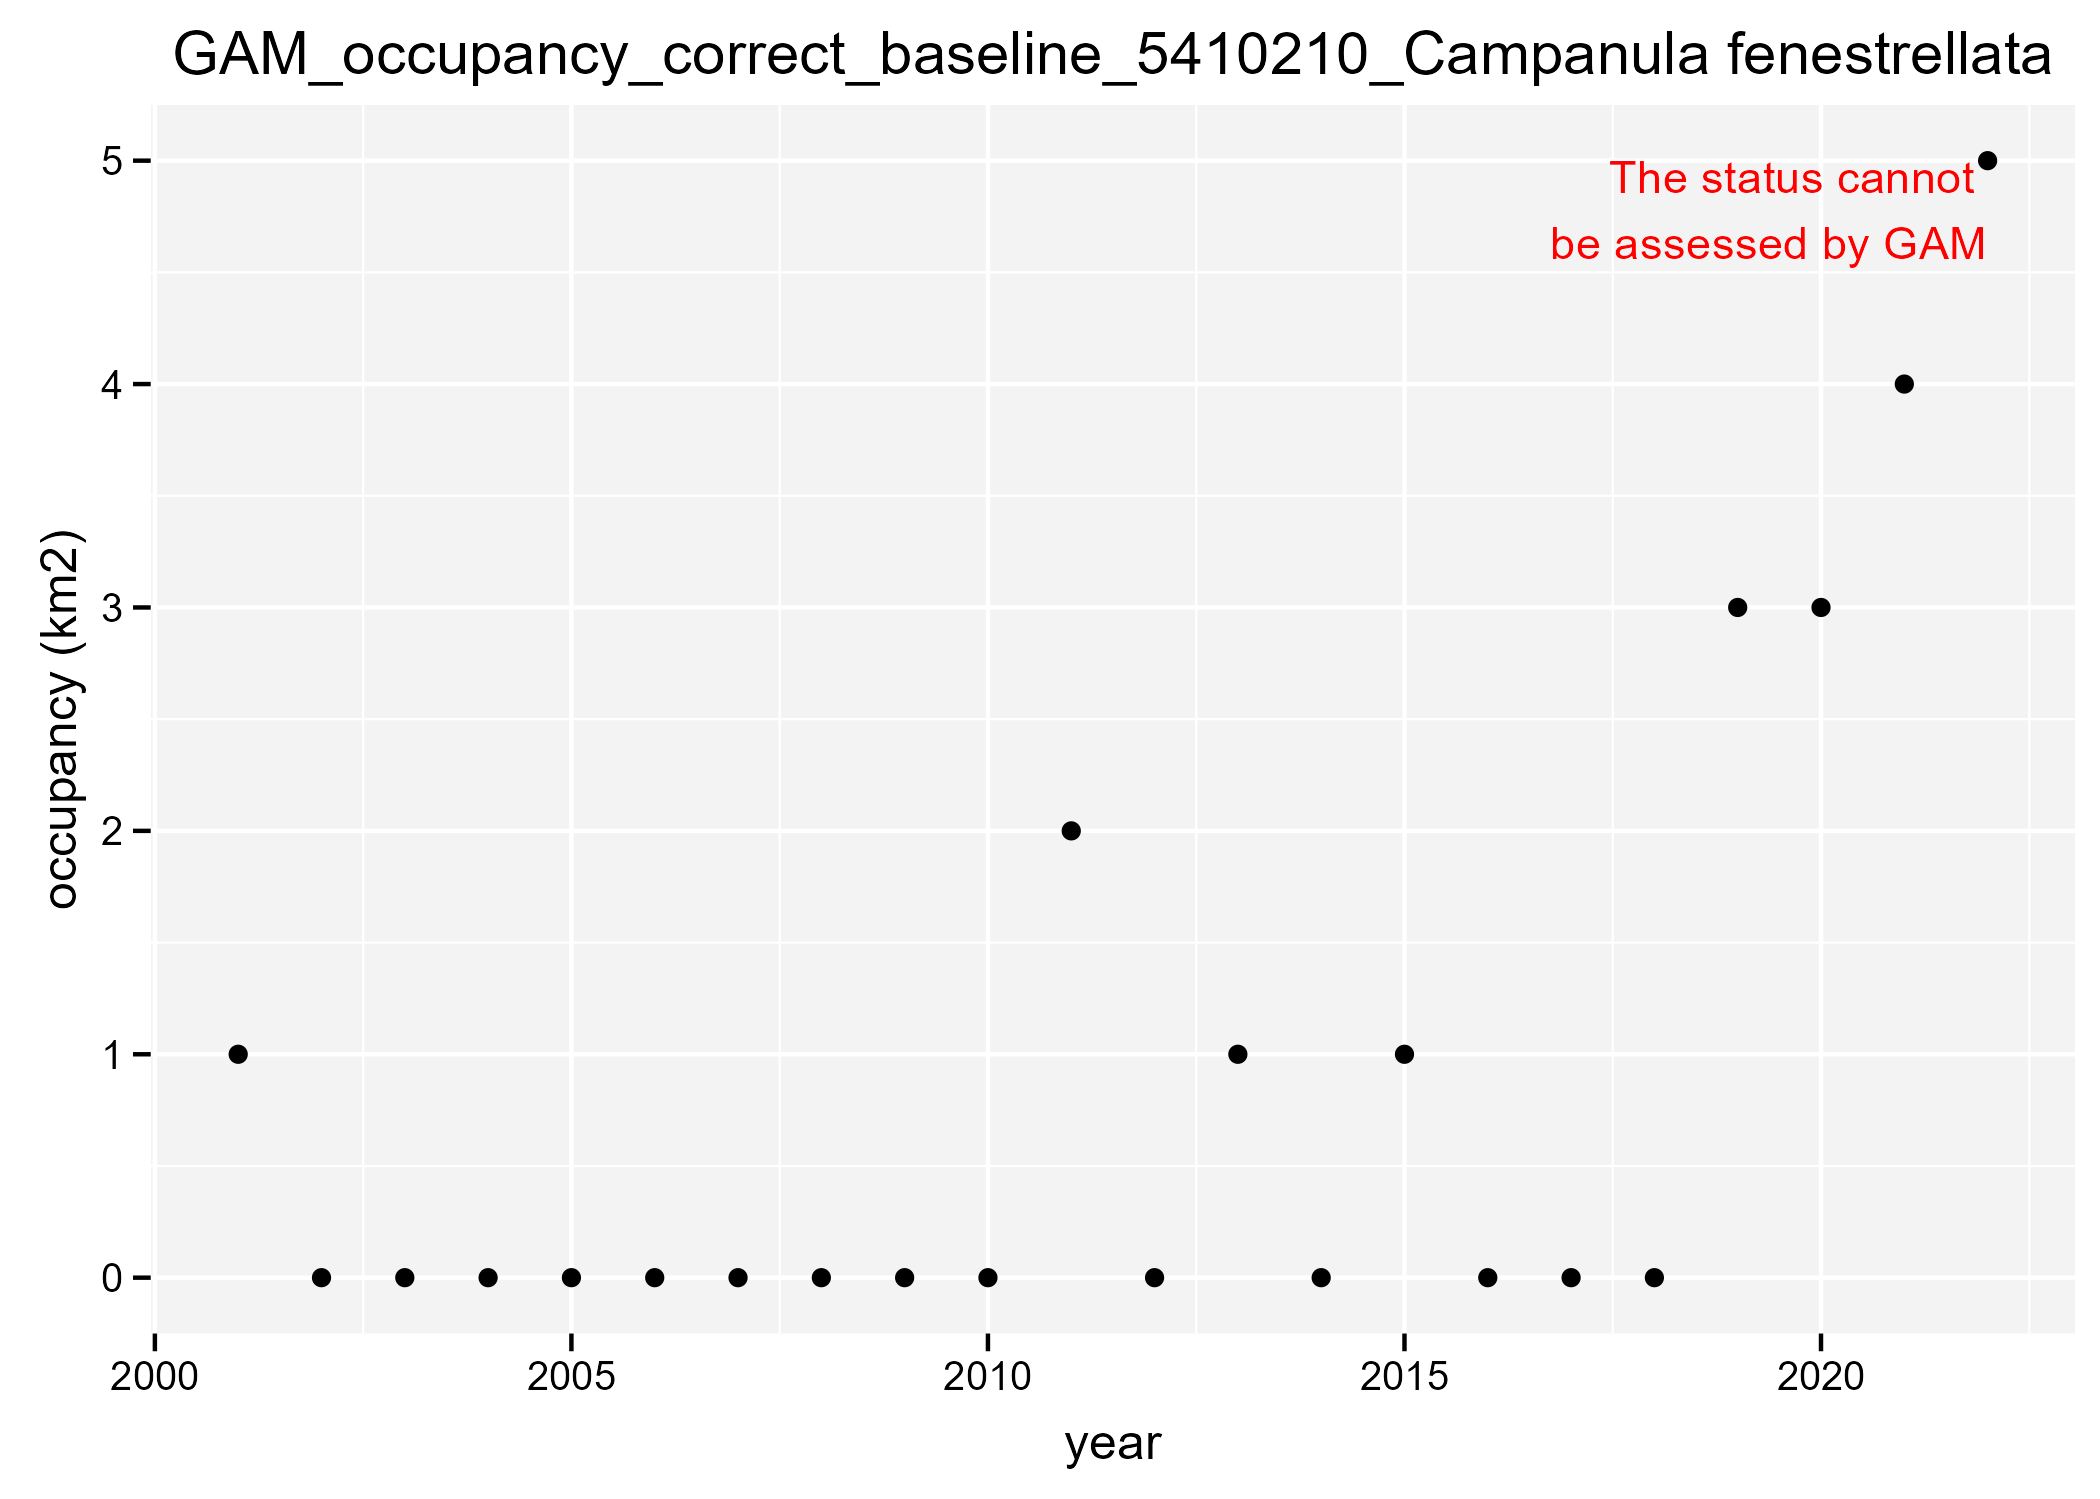 GAM_occupancy_correct_baseline_5410210_Campanula fenestrellata
The status cannot
be assessed by GAM
5
4
3
2
1
0
occupancy (km2)
2000 2005 2010 2015 2020
year